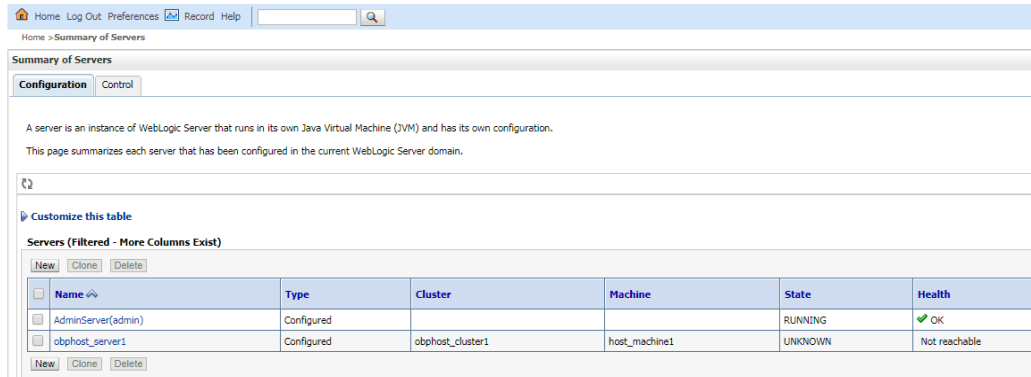 Home Log Out Preferences Record Help
Home >Summary of Servers
Summary of Servers
Configuration Control
A server is an instance of WebLogic Server that runs in its own Java Virtual Machine (JVM) and has its own configuration.
This page summarizes each server that has been configured in the current WebLogic Server domain.
Customize this table
Servers (Filtered - More Columns Exist)
New Clone Delete
Name Type Cluster Machine State Health
AdminServer(admin) Configured RUNNING OK
obphost_server1 Configured obphost_cluster1 host_machine1 UNKNOWN Not reachable
New Clone Delete